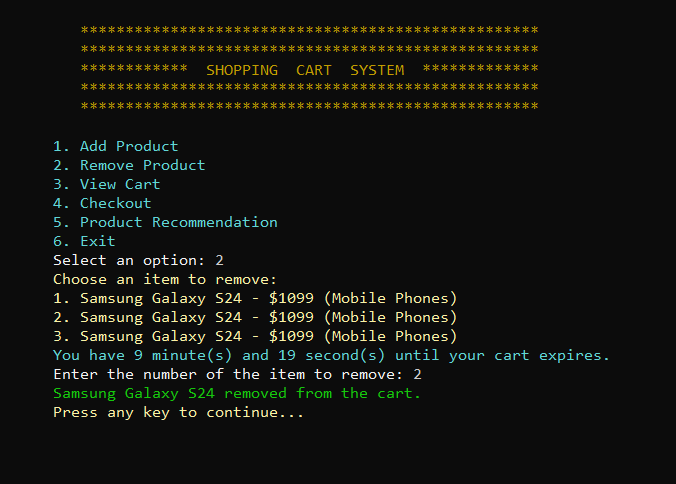 ***************************************************
***************************************************
************  SHOPPING  CART  SYSTEM  *************
***************************************************
***************************************************
1. Add Product
2. Remove Product
3. View Cart
4. Checkout
5. Product Recommendation
6. Exit
Select an option: 2
Choose an item to remove:
1. Samsung Galaxy S24 - $1099 (Mobile Phones)
2. Samsung Galaxy S24 - $1099 (Mobile Phones)
3. Samsung Galaxy S24 - $1099 (Mobile Phones)
You have 9 minute(s) and 19 second(s) until your cart expires.
Enter the number of the item to remove: 2
Samsung Galaxy S24 removed from the cart.
Press any key to continue...